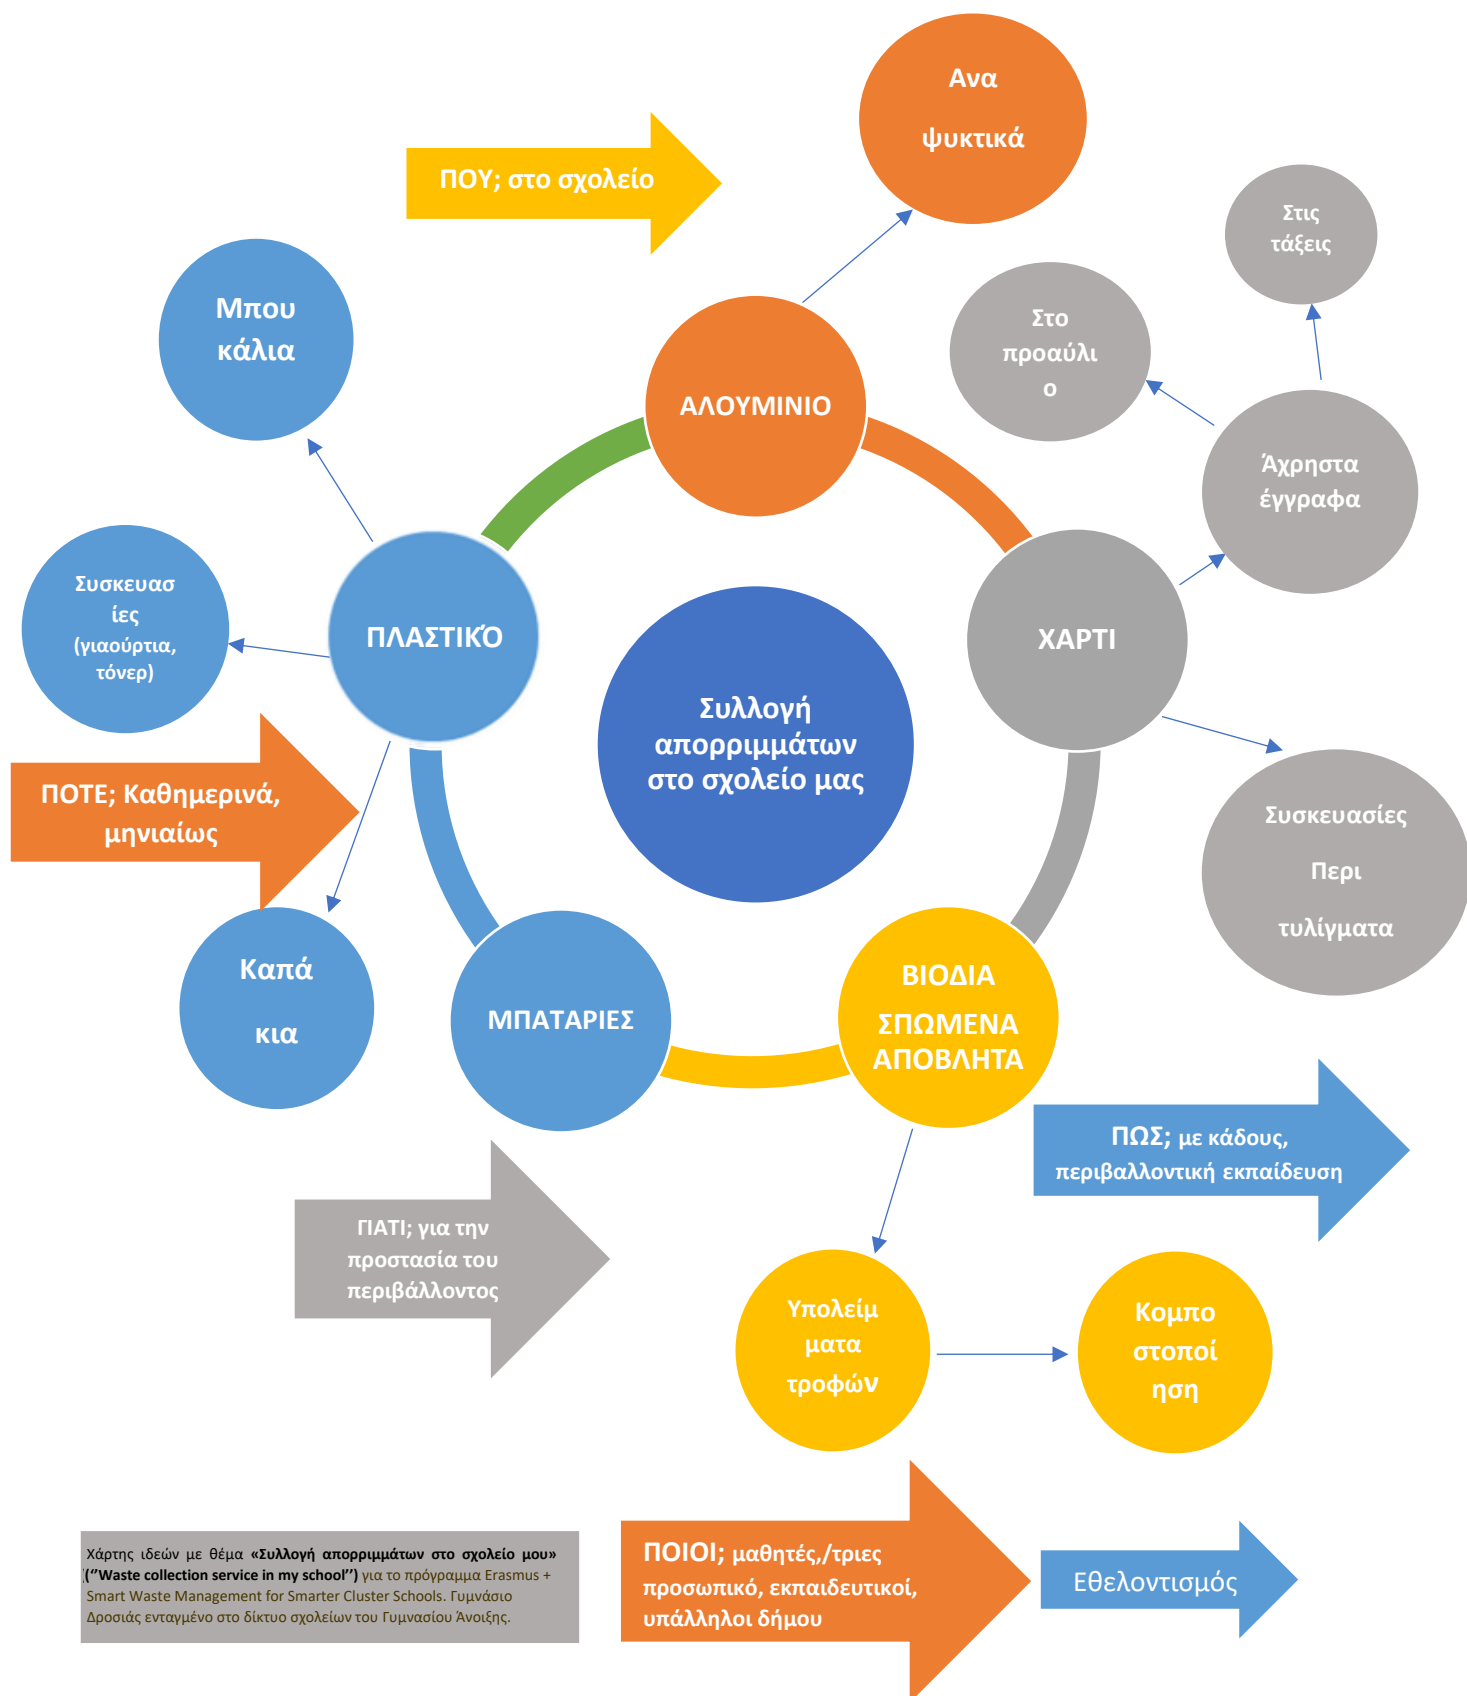 Ανα
ψυκτικά
ΠΟΥ; στο σχολείο
Στις
τάξεις
Μπου
κάλια
Στο
προαύλι
ο
ΑΛΟΥΜΙΝΙΟ
Άχρηστα
έγγραφα
Συσκευασ
ίες
(γιαούρτια,
τόνερ)
ΠΛΑΣΤΙΚΌ
ΧΑΡΤΙ
Συλλογή
απορριμμάτων
στο σχολείο μας
ΠΟΤΕ; Καθημερινά,
μηνιαίως
Συσκευασίες
Περι
τυλίγματα
Καπά
κια
ΜΠΑΤΑΡΙΕΣ
ΒΙΟΔΙΑ
ΣΠΩΜΕΝΑ
ΑΠΟΒΛΗΤΑ
ΠΩΣ; με κάδους,
περιβαλλοντική εκπαίδευση
ΓΙΑΤΙ; για την
προστασία του
περιβάλλοντος
Υπολείμ
ματα
τροφών
Κομπο
στοποί
ηση
Χάρτης ιδεών με θέμα «Συλλογή απορριμμάτων στο σχολείο μου»
(‘’Waste collection service in my school’’) για το πρόγραμμα Erasmus +
Smart Waste Management for Smarter Cluster Schools. Γυμνάσιο
Δροσιάς ενταγμένο στο δίκτυο σχολείων του Γυμνασίου Άνοιξης.
ΠΟΙΟΙ; μαθητές,/τριες
προσωπικό, εκπαιδευτικοί,
υπάλληλοι δήμου
Εθελοντισμός